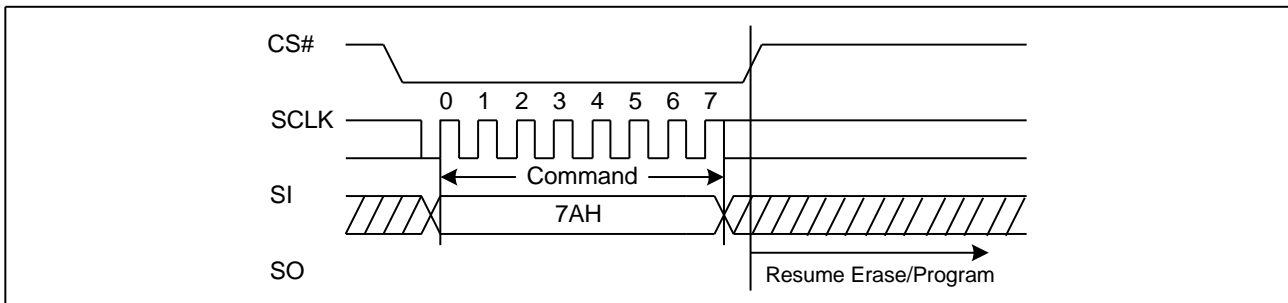 CS#
0 1 2 3 4 5 6 7
SCLK
Command
SI
7AH
SO
Resume Erase/Program